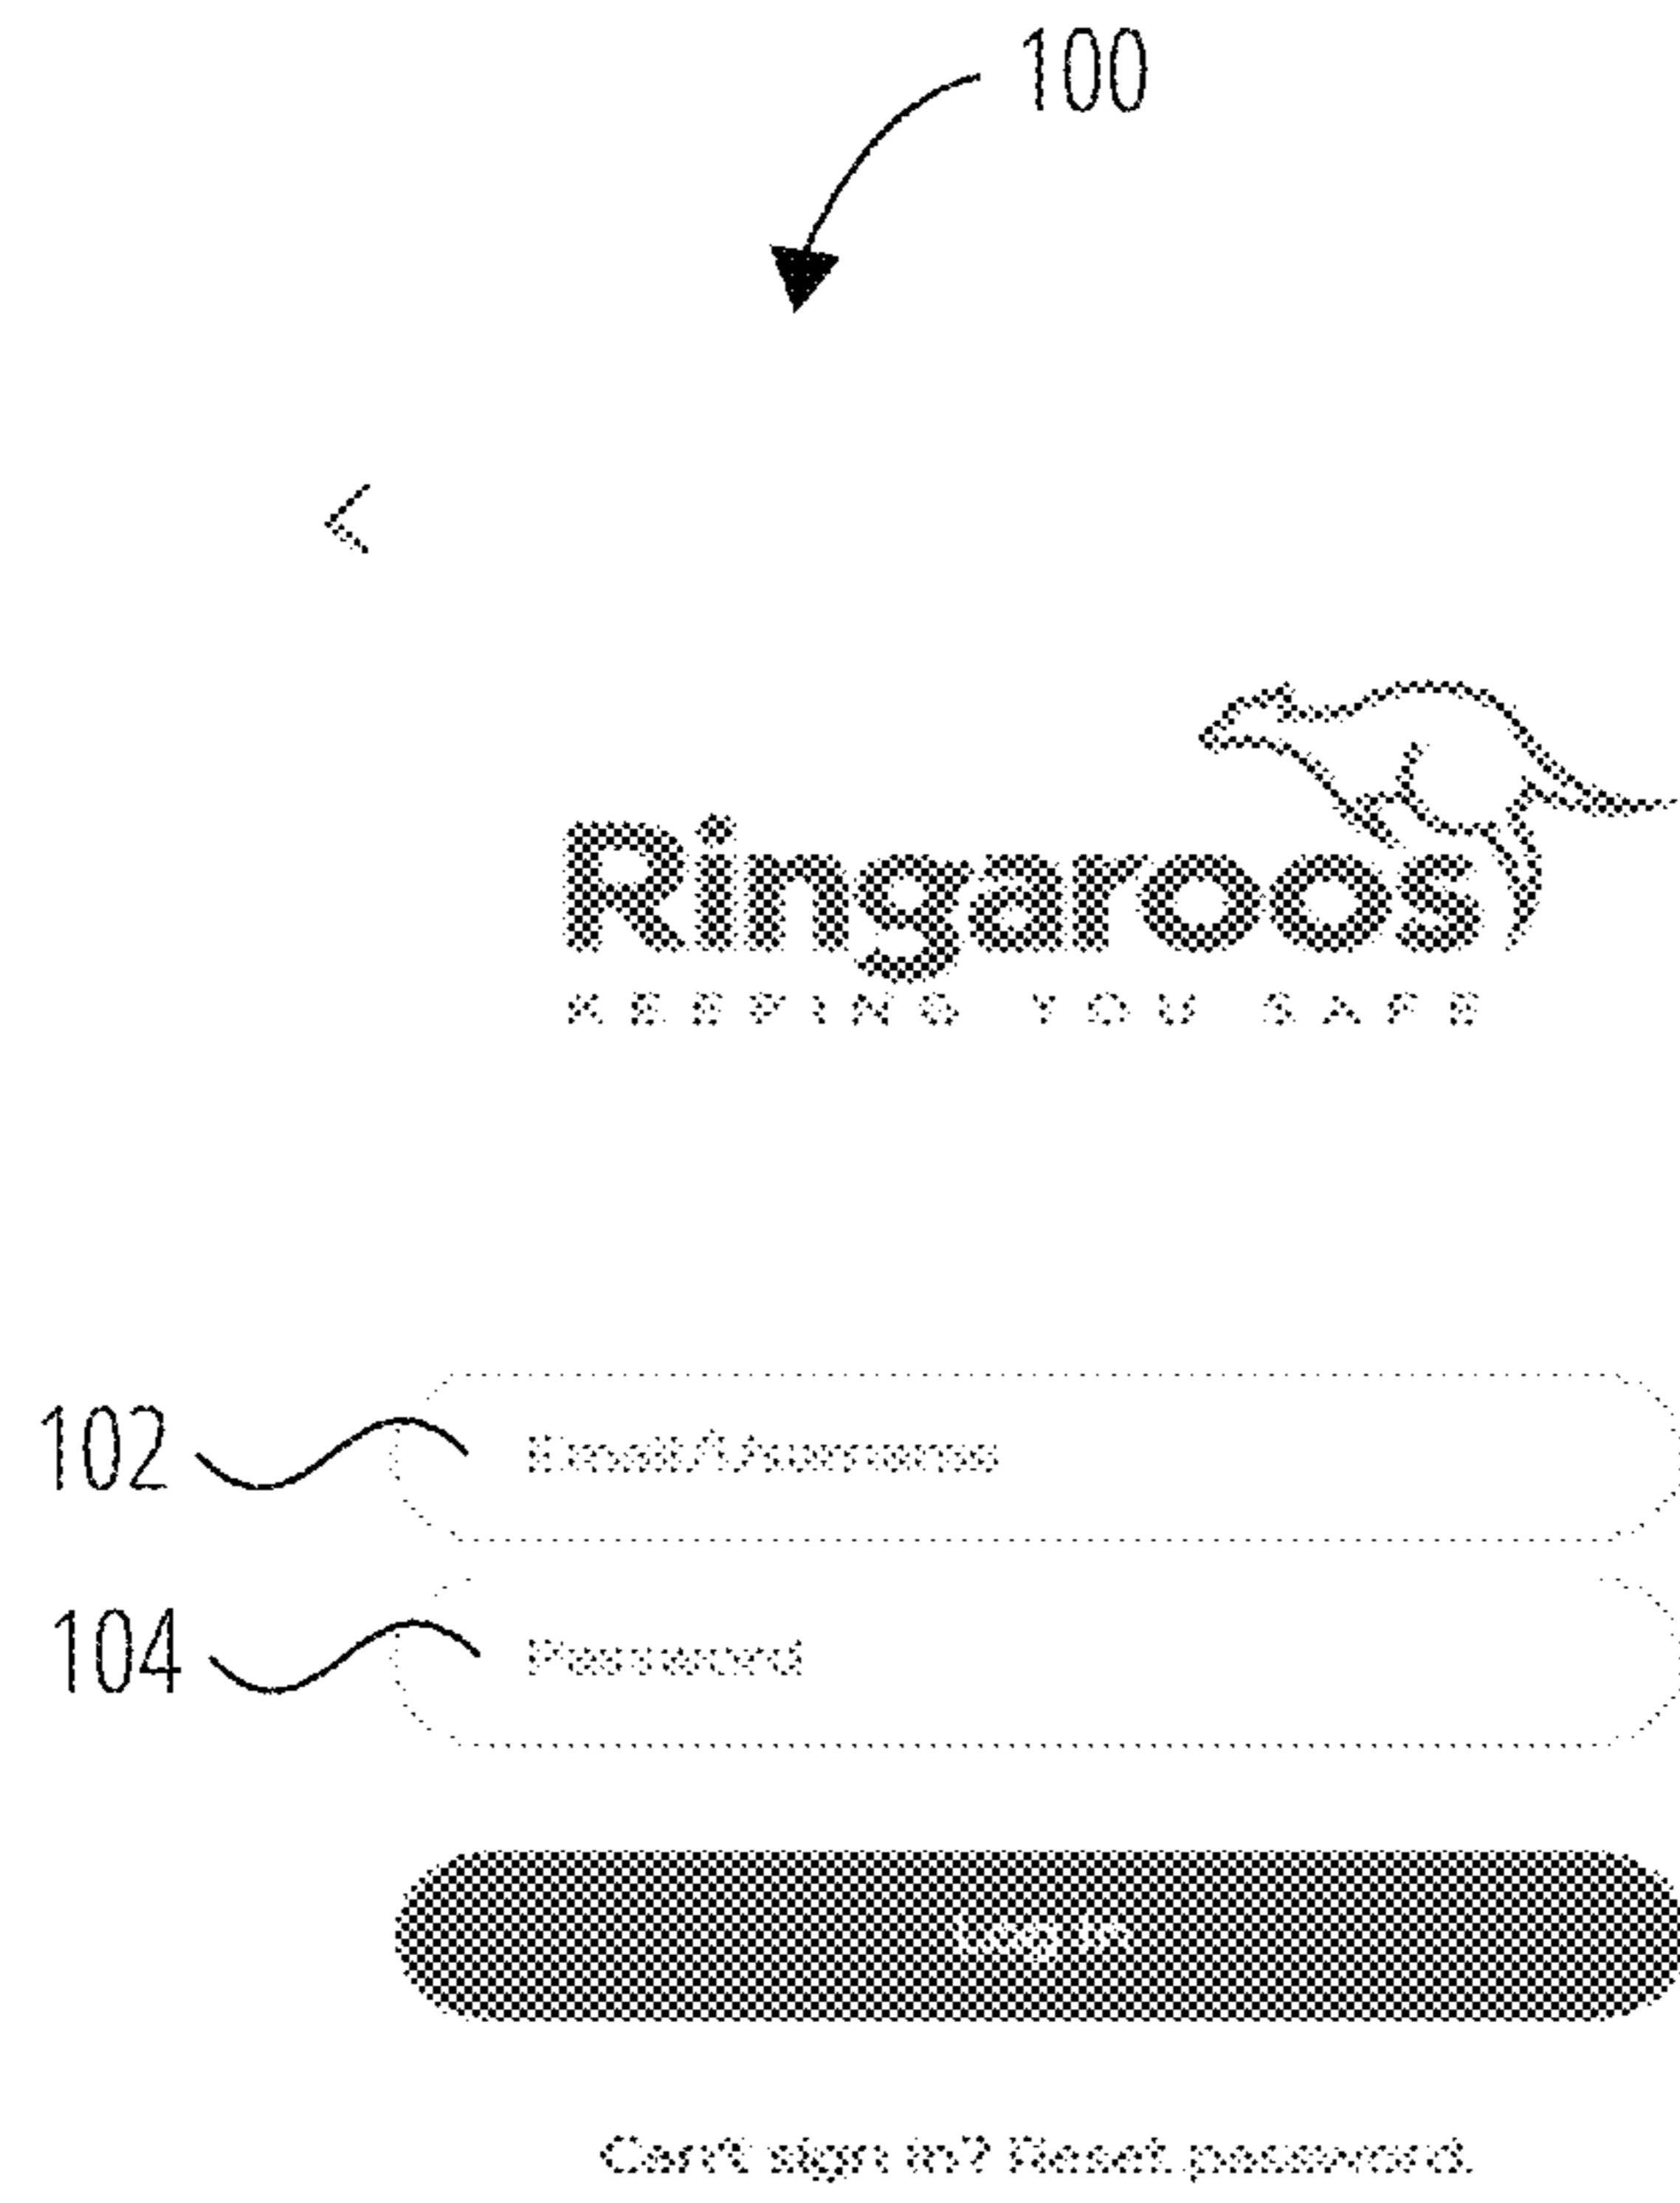 100
<
Ringaroos
KEEPING YOU SAFE
102 Email/Username
104 Password
Log In
Can't sign in? Reset password.